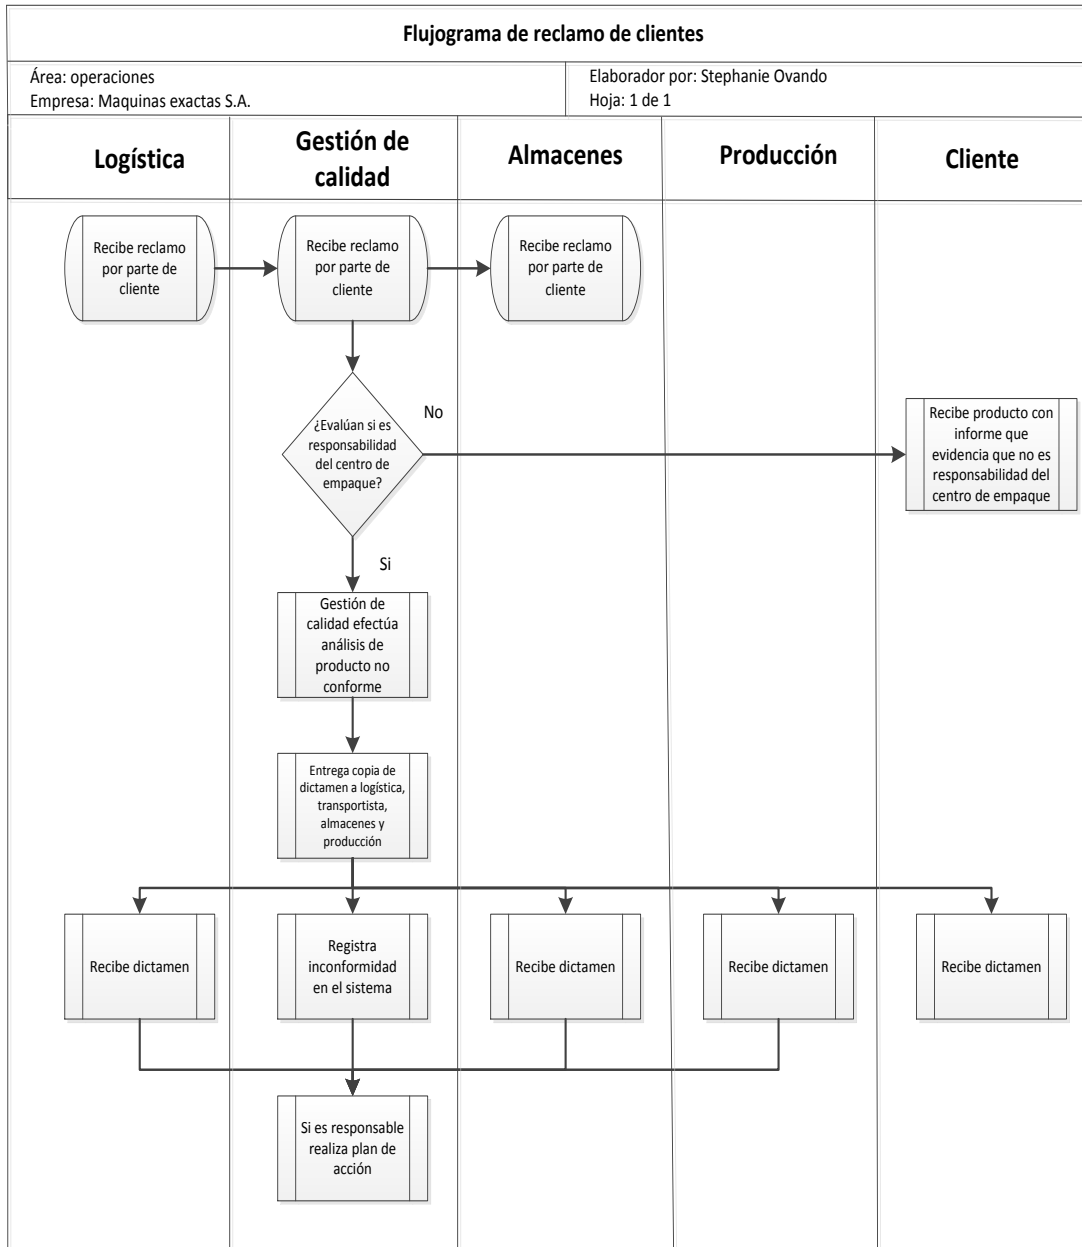 Flujograma de reclamo de clientes
Área: operaciones
Empresa: Maquinas exactas S.A.
Elaborador por: Stephanie Ovando
Hoja: 1 de 1
Logística
Gestión de
calidad
Almacenes
Producción
Cliente
Recibe reclamo
por parte de
cliente
Recibe reclamo
por parte de
cliente
Recibe reclamo
por parte de
cliente
¿Evalúan si es
responsabilidad
del centro de
empaque?
No
Recibe producto con
informe que
evidencia que no es
responsabilidad del
centro de empaque
Si
Gestión de
calidad efectúa
análisis de
producto no
conforme
Entrega copia de
dictamen a logística,
transportista,
almacenes y
producción
Recibe dictamen
Registra
inconformidad
en el sistema
Recibe dictamen
Recibe dictamen
Recibe dictamen
Si es responsable
realiza plan de
acción